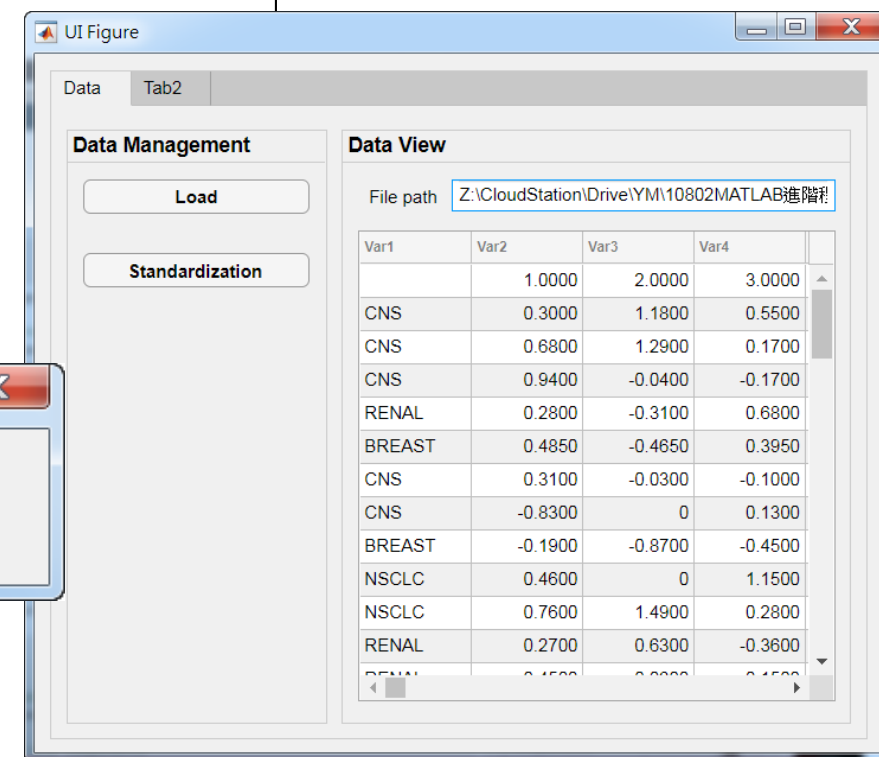 UI Figure
Data Tab2
Data Management
Load
Standardization
Data View
File path Z:\CloudStation\Drive\YM\10802MATLAB進階
Var1 Var2 Var3 Var4
1.0000 2.0000 3.0000
CNS 0.3000 1.1800 0.5500
CNS 0.6800 1.2900 0.1700
CNS 0.9400 -0.0400 -0.1700
RENAL 0.2800 -0.3100 0.6800
BREAST 0.4850 -0.4650 0.3950
CNS 0.3100 -0.0300 -0.1000
CNS -0.8300 0 0.1300
BREAST -0.1900 -0.8700 -0.4500
NSCLC 0.4600 0 1.1500
NSCLC 0.7600 1.4900 0.2800
RENAL 0.2700 0.6300 -0.3600